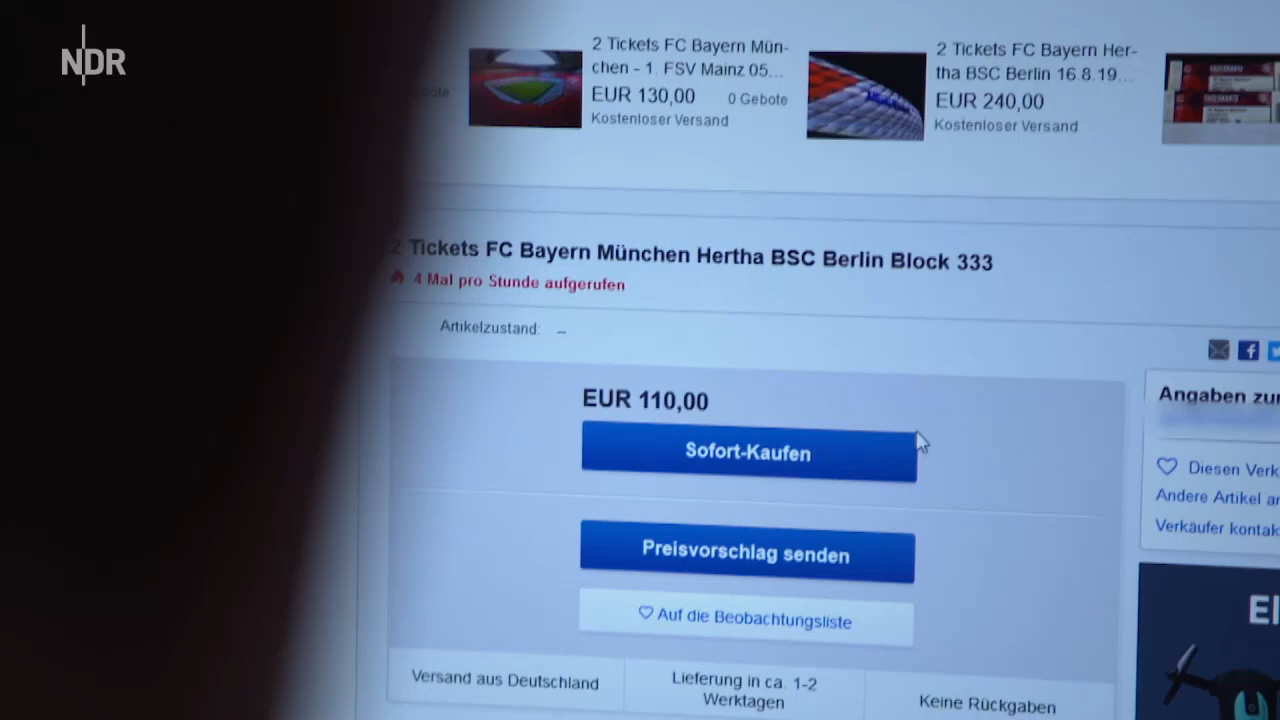 NDR
2 Tickets FC Bayern Mün-
chen - 1. FSV Mainz 05...
EUR 130,00 0 Gebote
Kostenloser Versand
2 Tickets FC Bayern Her-
tha BSC Berlin 16.8.19...
EUR 240,00
Kostenloser Versand
2 Tickets FC Bayern München Hertha BSC Berlin Block 333
4 Mal pro Stunde aufgerufen
Artikelzustand: –
EUR 110,00
Sofort-Kaufen
Preisvorschlag senden
Auf die Beobachtungsliste
Versand aus Deutschland
Lieferung in ca. 1-2
Werktagen
Keine Rückgaben
Angaben zu
Diesen Verk
Andere Artikel a
Verkäufer kontak